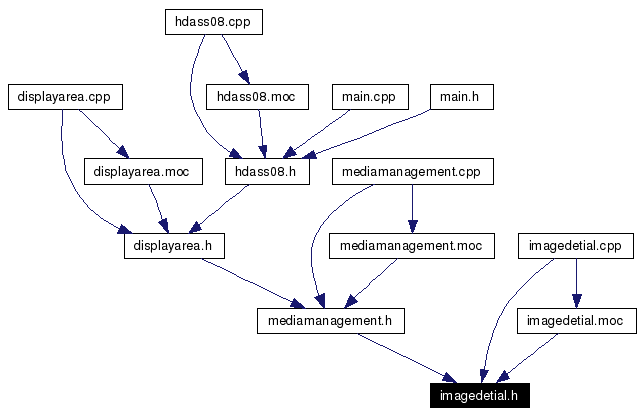 hdass08.cpp
displayarea.cpp
hdass08.moc
main.cpp
main.h
displayarea.moc
hdass08.h
mediamanagement.cpp
displayarea.h
mediamanagement.moc
imagedetial.cpp
mediamanagement.h
imagedetial.moc
imagedetial.h